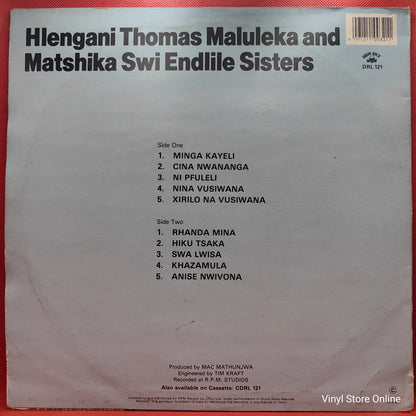 Hlengani Thomas Maluleka and
Matshika Swi Endlile Sisters
DRL 121
Side One
1. MINGA KAYELI
2. CINA NWANANGA
3. NI PFULELI
4. NINA VUSIWANA
5. XIRILO NA VUSIWANA
Side Two
1. RHANDA MINA
2. HIKU TSAKA
3. SWA LWISA
4. KHAZAMULA
5. ANISE NWIVONA
Produced by MAC MATHUNJWA
Engineered by TIM KRAFT
Recorded at R.P.M. STUDIOS
Also available on Cassette: CDRL 121
Vinyl Store Online